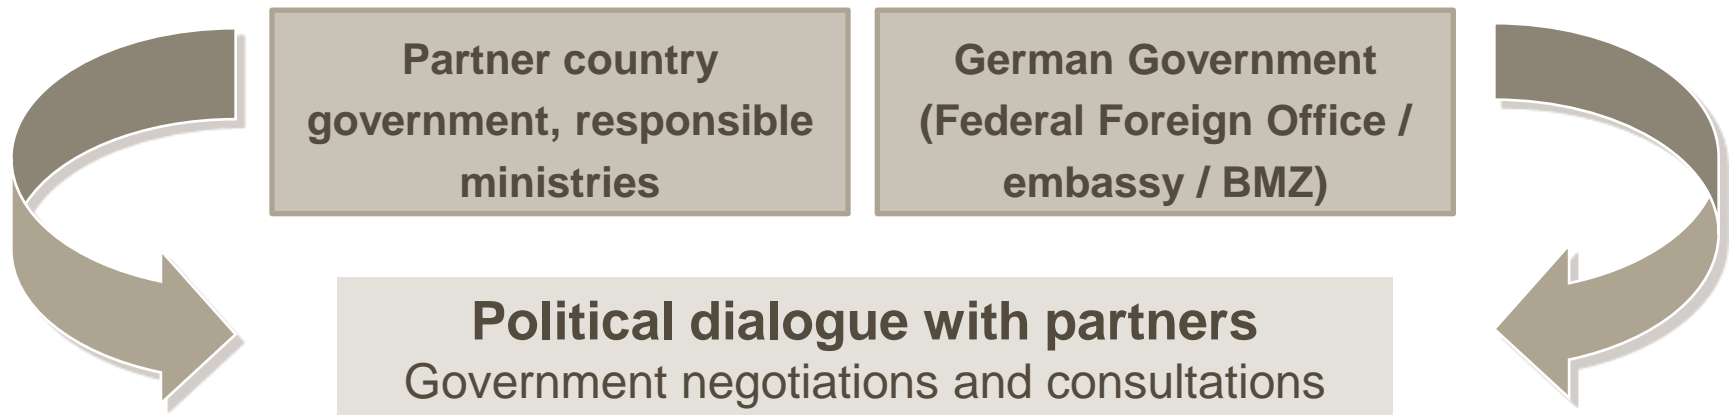 Partner country
government, responsible
ministries
German Government
(Federal Foreign Office /
embassy / BMZ)
Political dialogue with partners
Government negotiations and consultations